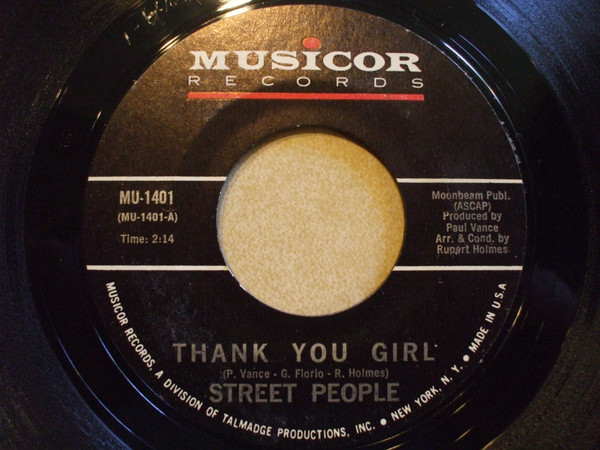 MUSICOR
RECORDS
MU-1401
(MU-1401-A)
Time: 2:14
Moonbeam Publ.
(ASCAP)
Produced by
Paul Vance
Arr. & Cond. by
Rupert Holmes
THANK YOU GIRL
(P. Vance - G. Florio - R. Holmes)
STREET PEOPLE
MUSICOR RECORDS, A DIVISION OF TALMADGE PRODUCTIONS, INC. ● NEW YORK, N. Y. ● MADE IN U.S.A